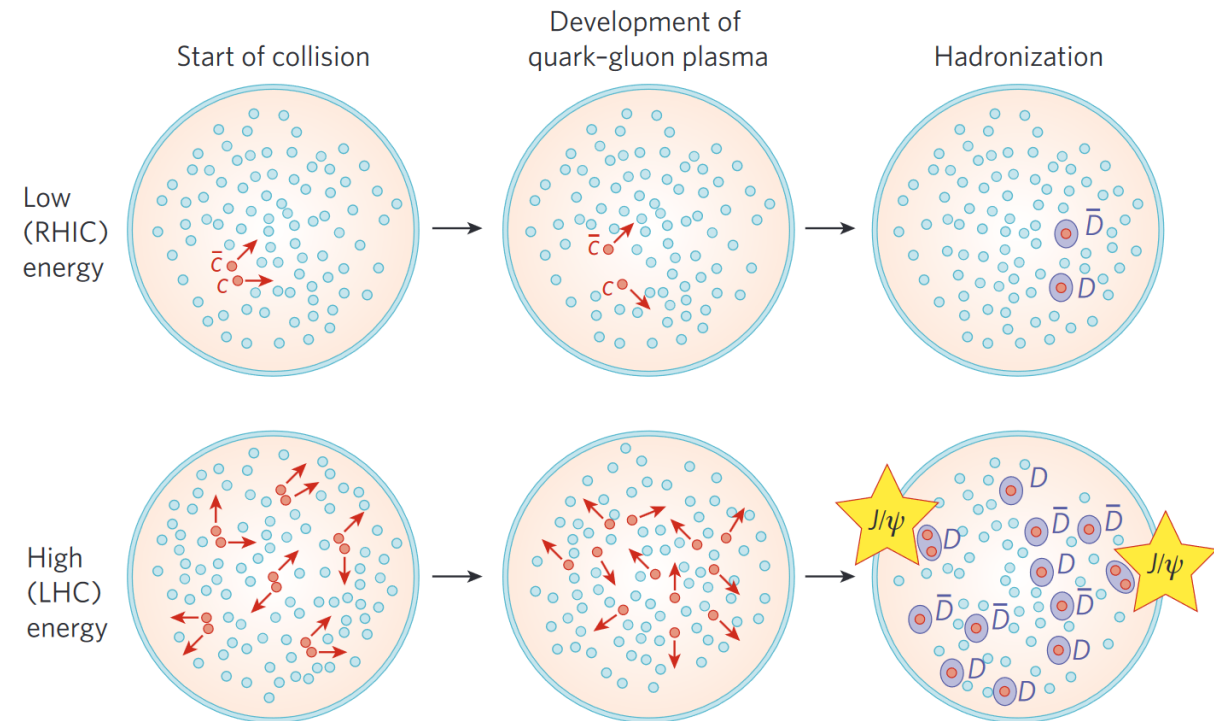 Start of collision
Development of
quark–gluon plasma
Hadronization
Low
(RHIC)
energy
c̄
c
c̄
c
D̄
D
High
(LHC)
energy
J/ψ
D
D
D̄
D̄
J/ψ
D
D̄
D̄
D̄
D
D
D